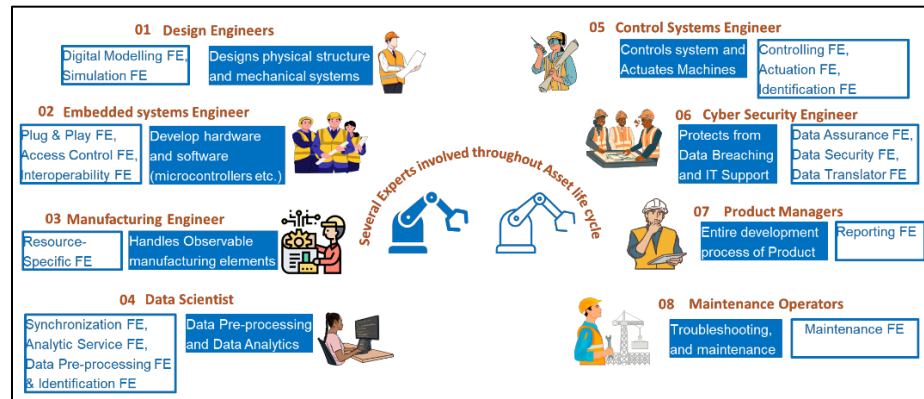 01 Design Engineers
Digital Modelling FE,
Simulation FE
Designs physical structure
and mechanical systems
02 Embedded systems Engineer
Plug & Play FE,
Access Control FE,
Interoperability FE
Develop hardware
and software
(microcontrollers etc.)
03 Manufacturing Engineer
Resource-
Specific FE
Handles Observable
manufacturing elements
04 Data Scientist
Synchronization FE,
Analytic Service FE,
Data Pre-processing FE
& Identification FE
Data Pre-processing
and Data Analytics
Several Experts involved throughout Asset life cycle
05 Control Systems Engineer
Controls system and
Actuates Machines
Controlling FE,
Actuation FE,
Identification FE
06 Cyber Security Engineer
Protects from
Data Breaching
and IT Support
Data Assurance FE,
Data Security FE,
Data Translator FE
07 Product Managers
Entire development
process of Product
Reporting FE
08 Maintenance Operators
Troubleshooting,
and maintenance
Maintenance FE